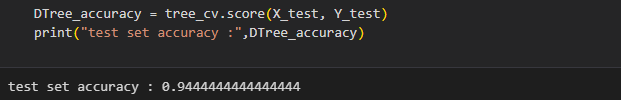 DTree_accuracy = tree_cv.score(X_test, Y_test)
print("test set accuracy :",DTree_accuracy)
test set accuracy : 0.9444444444444444